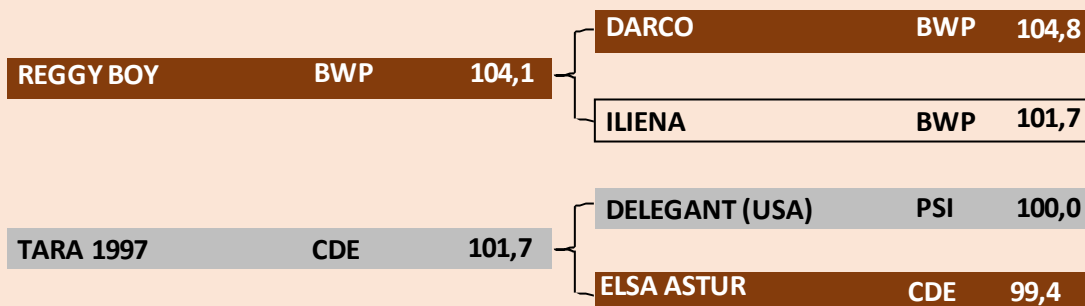 DARCO BWP 104,8
REGGY BOY BWP 104,1
ILIENA BWP 101,7
DELEGANT (USA) PSI 100,0
TARA 1997 CDE 101,7
ELSA ASTUR CDE 99,4